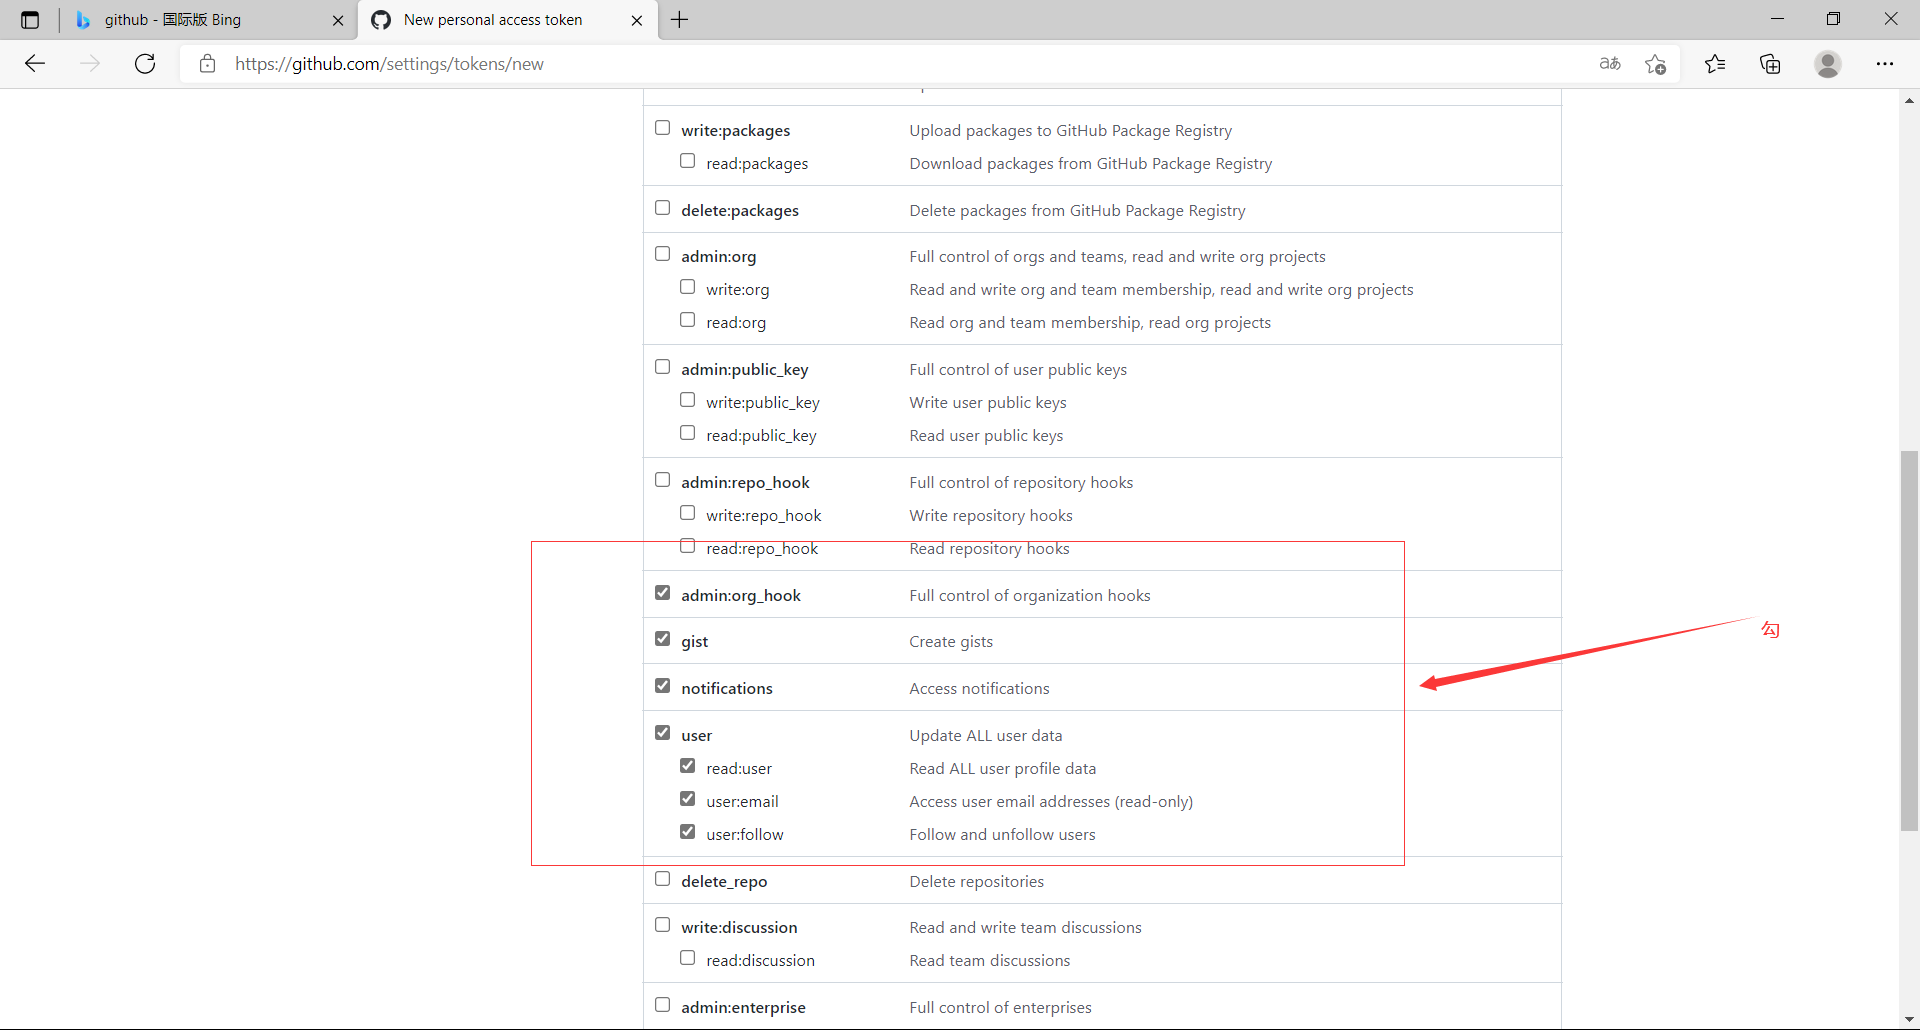 github - 国际版 Bing
New personal access token
https://github.com/settings/tokens/new
write:packages Upload packages to GitHub Package Registry
read:packages Download packages from GitHub Package Registry
delete:packages Delete packages from GitHub Package Registry
admin:org Full control of orgs and teams, read and write org projects
write:org Read and write org and team membership, read and write org projects
read:org Read org and team membership, read org projects
admin:public_key Full control of user public keys
write:public_key Write user public keys
read:public_key Read user public keys
admin:repo_hook Full control of repository hooks
write:repo_hook Write repository hooks
read:repo_hook Read repository hooks
admin:org_hook Full control of organization hooks
gist Create gists
勾
notifications Access notifications
user Update ALL user data
read:user Read ALL user profile data
user:email Access user email addresses (read-only)
user:follow Follow and unfollow users
delete_repo Delete repositories
write:discussion Read and write team discussions
read:discussion Read team discussions
admin:enterprise Full control of enterprises